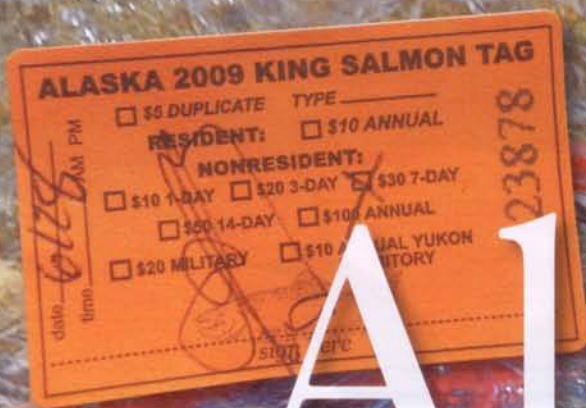 ALASKA 2009 KING SALMON TAG
☐ $5 DUPLICATE TYPE
RESIDENT: ☐ $10 ANNUAL
NONRESIDENT:
☐ $10 1-DAY ☐ $20 3-DAY ☒ $30 7-DAY
☐ $50 14-DAY ☐ $100 ANNUAL
☐ $20 MILITARY ☐ $10 ANNUAL YUKON
TERRITORY
sign here
date
time AM PM
23878
Al